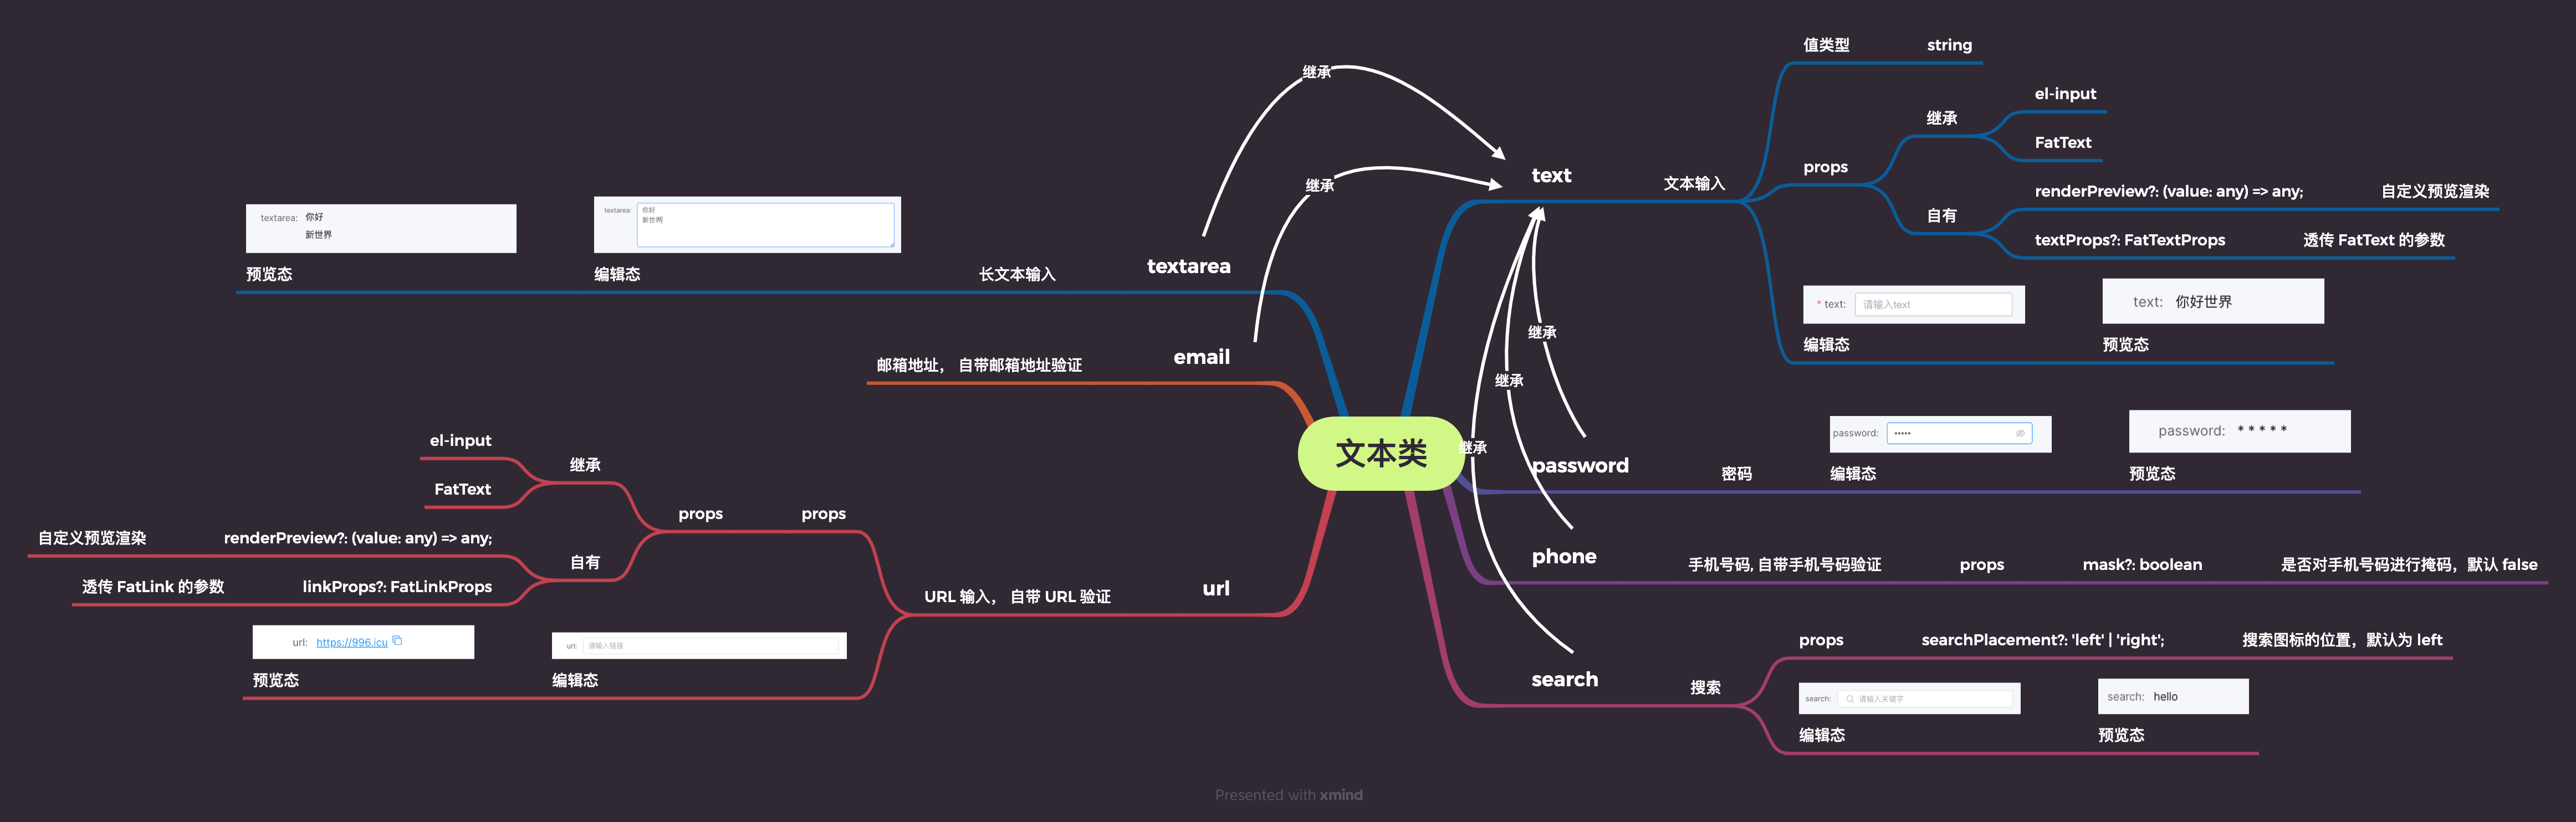 文本类
text
文本输入
值类型
string
props
继承
el-input
FatText
自有
renderPreview?: (value: any) => any;
自定义预览渲染
textProps?: FatTextProps
透传 FatText 的参数
* text:
请输入text
编辑态
text:
你好世界
预览态
password
密码
password:
•••••
编辑态
password:
* * * * *
预览态
phone
手机号码, 自带手机号码验证
props
mask?: boolean
是否对手机号码进行掩码，默认 false
search
搜索
props
searchPlacement?: 'left' | 'right';
搜索图标的位置，默认为 left
search:
请输入关键字
编辑态
search:
hello
预览态
继承
继承
继承
继承
继承
textarea
长文本输入
textarea:
你好
新世界
编辑态
textarea:
你好
新世界
预览态
email
邮箱地址， 自带邮箱地址验证
url
URL 输入， 自带 URL 验证
props
props
继承
el-input
FatText
自有
renderPreview?: (value: any) => any;
自定义预览渲染
linkProps?: FatLinkProps
透传 FatLink 的参数
url:
请输入链接
编辑态
url:
https://996.icu
预览态
Presented with xmind